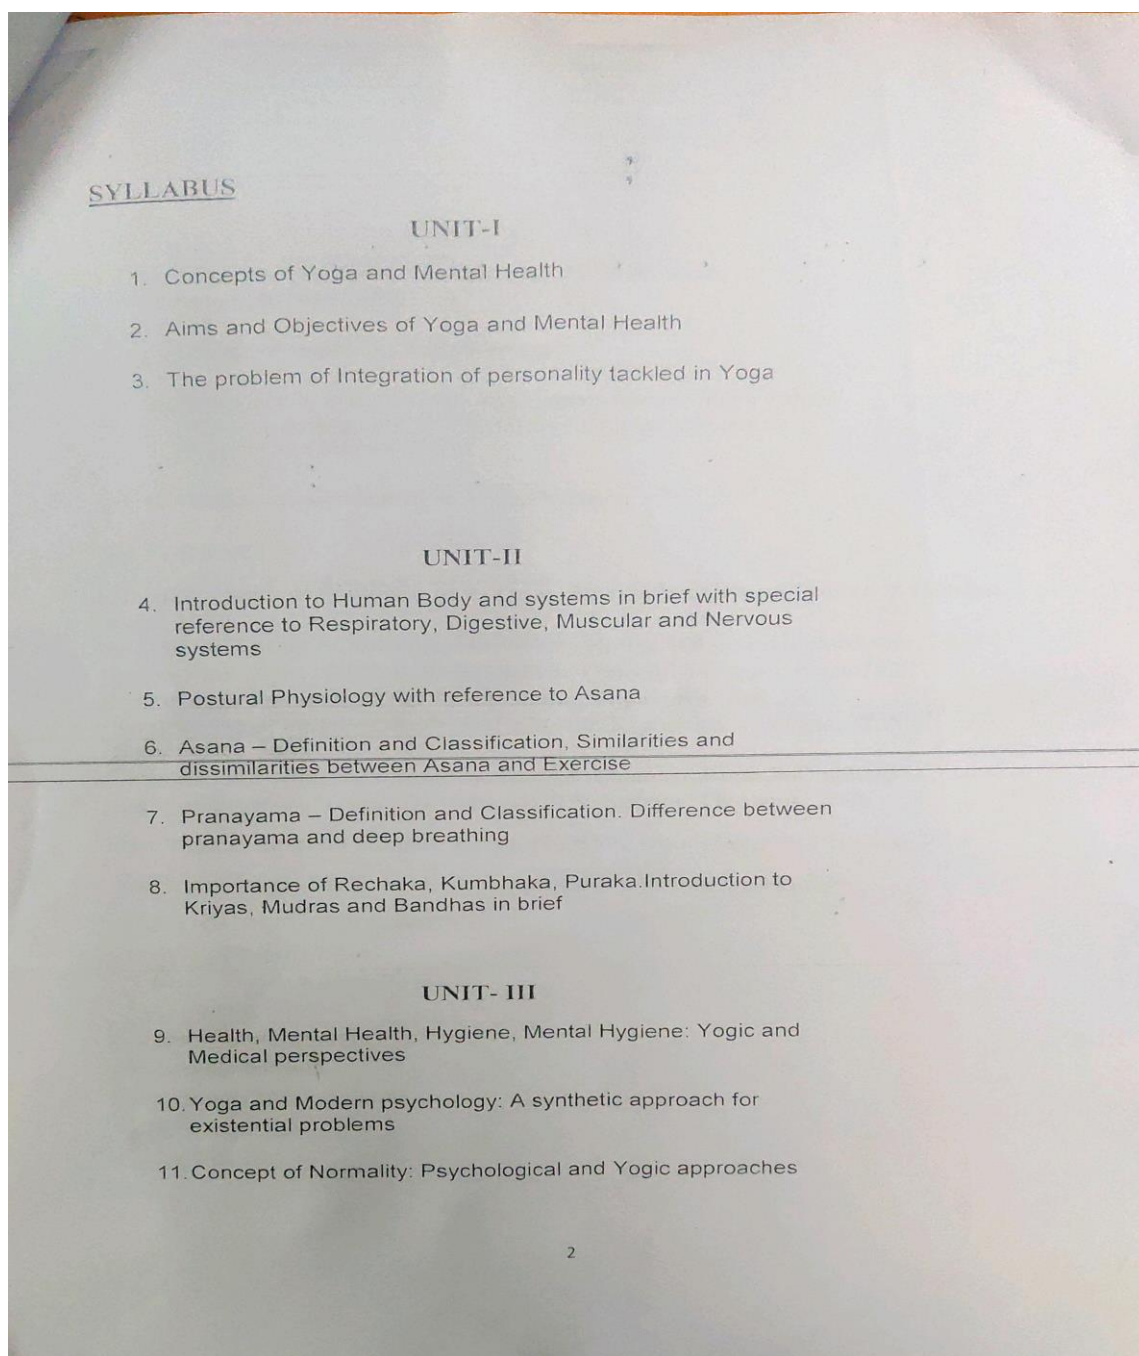 SYLLABUS
UNIT-I
1. Concepts of Yoga and Mental Health
2. Aims and Objectives of Yoga and Mental Health
3. The problem of Integration of personality tackled in Yoga
UNIT-II
4. Introduction to Human Body and systems in brief with special
reference to Respiratory, Digestive, Muscular and Nervous
systems
5. Postural Physiology with reference to Asana
6. Asana – Definition and Classification, Similarities and
dissimilarities between Asana and Exercise
7. Pranayama – Definition and Classification. Difference between
pranayama and deep breathing
8. Importance of Rechaka, Kumbhaka, Puraka.Introduction to
Kriyas, Mudras and Bandhas in brief
UNIT- III
9. Health, Mental Health, Hygiene, Mental Hygiene: Yogic and
Medical perspectives
10. Yoga and Modern psychology: A synthetic approach for
existential problems
11. Concept of Normality: Psychological and Yogic approaches
2